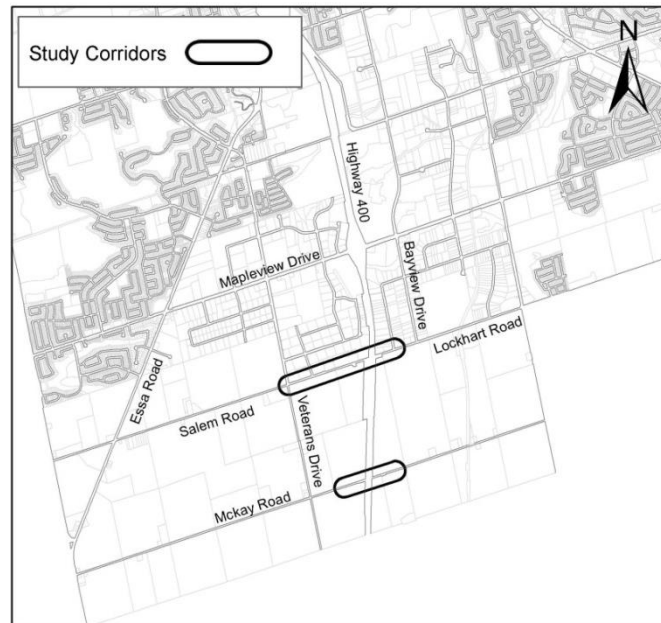 Study Corridors
N
Highway 400
Mapleview Drive
Bayview Drive
Lockhart Road
Essa Road
Salem Road
Veterans Drive
Mckay Road